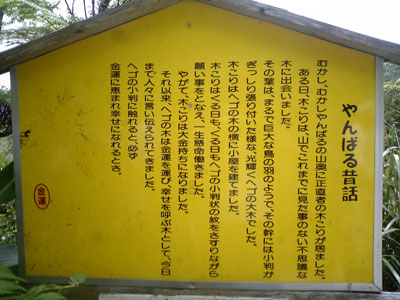 やんばる昔話
むかし、むかしやんばるの山奥に正直者の木こりが居ました。
ある日、木こりは、山でこれまでに見た事のない不思議な
木に出会いました。
その葉は、まるで巨大な鳥の羽のようで、その幹には小判が
ぎっしり張り付いた様な、光輝くヘゴの大木でした。
木こりはヘゴの木の横に小屋を建てました。
木こりはくる日も、くる日もヘゴの小判状の紋をさすりながら
願い事をとなえ、一生懸命働きました。
やがて、木こりは大金持ちになりました。
それ以来、ヘゴの木は金運を運び、幸せを呼ぶ木として、今日
まで人々に言い伝えられてきました。
ヘゴの小判に触れると、必ず
金運に恵まれ幸せになれるとさ。
金運